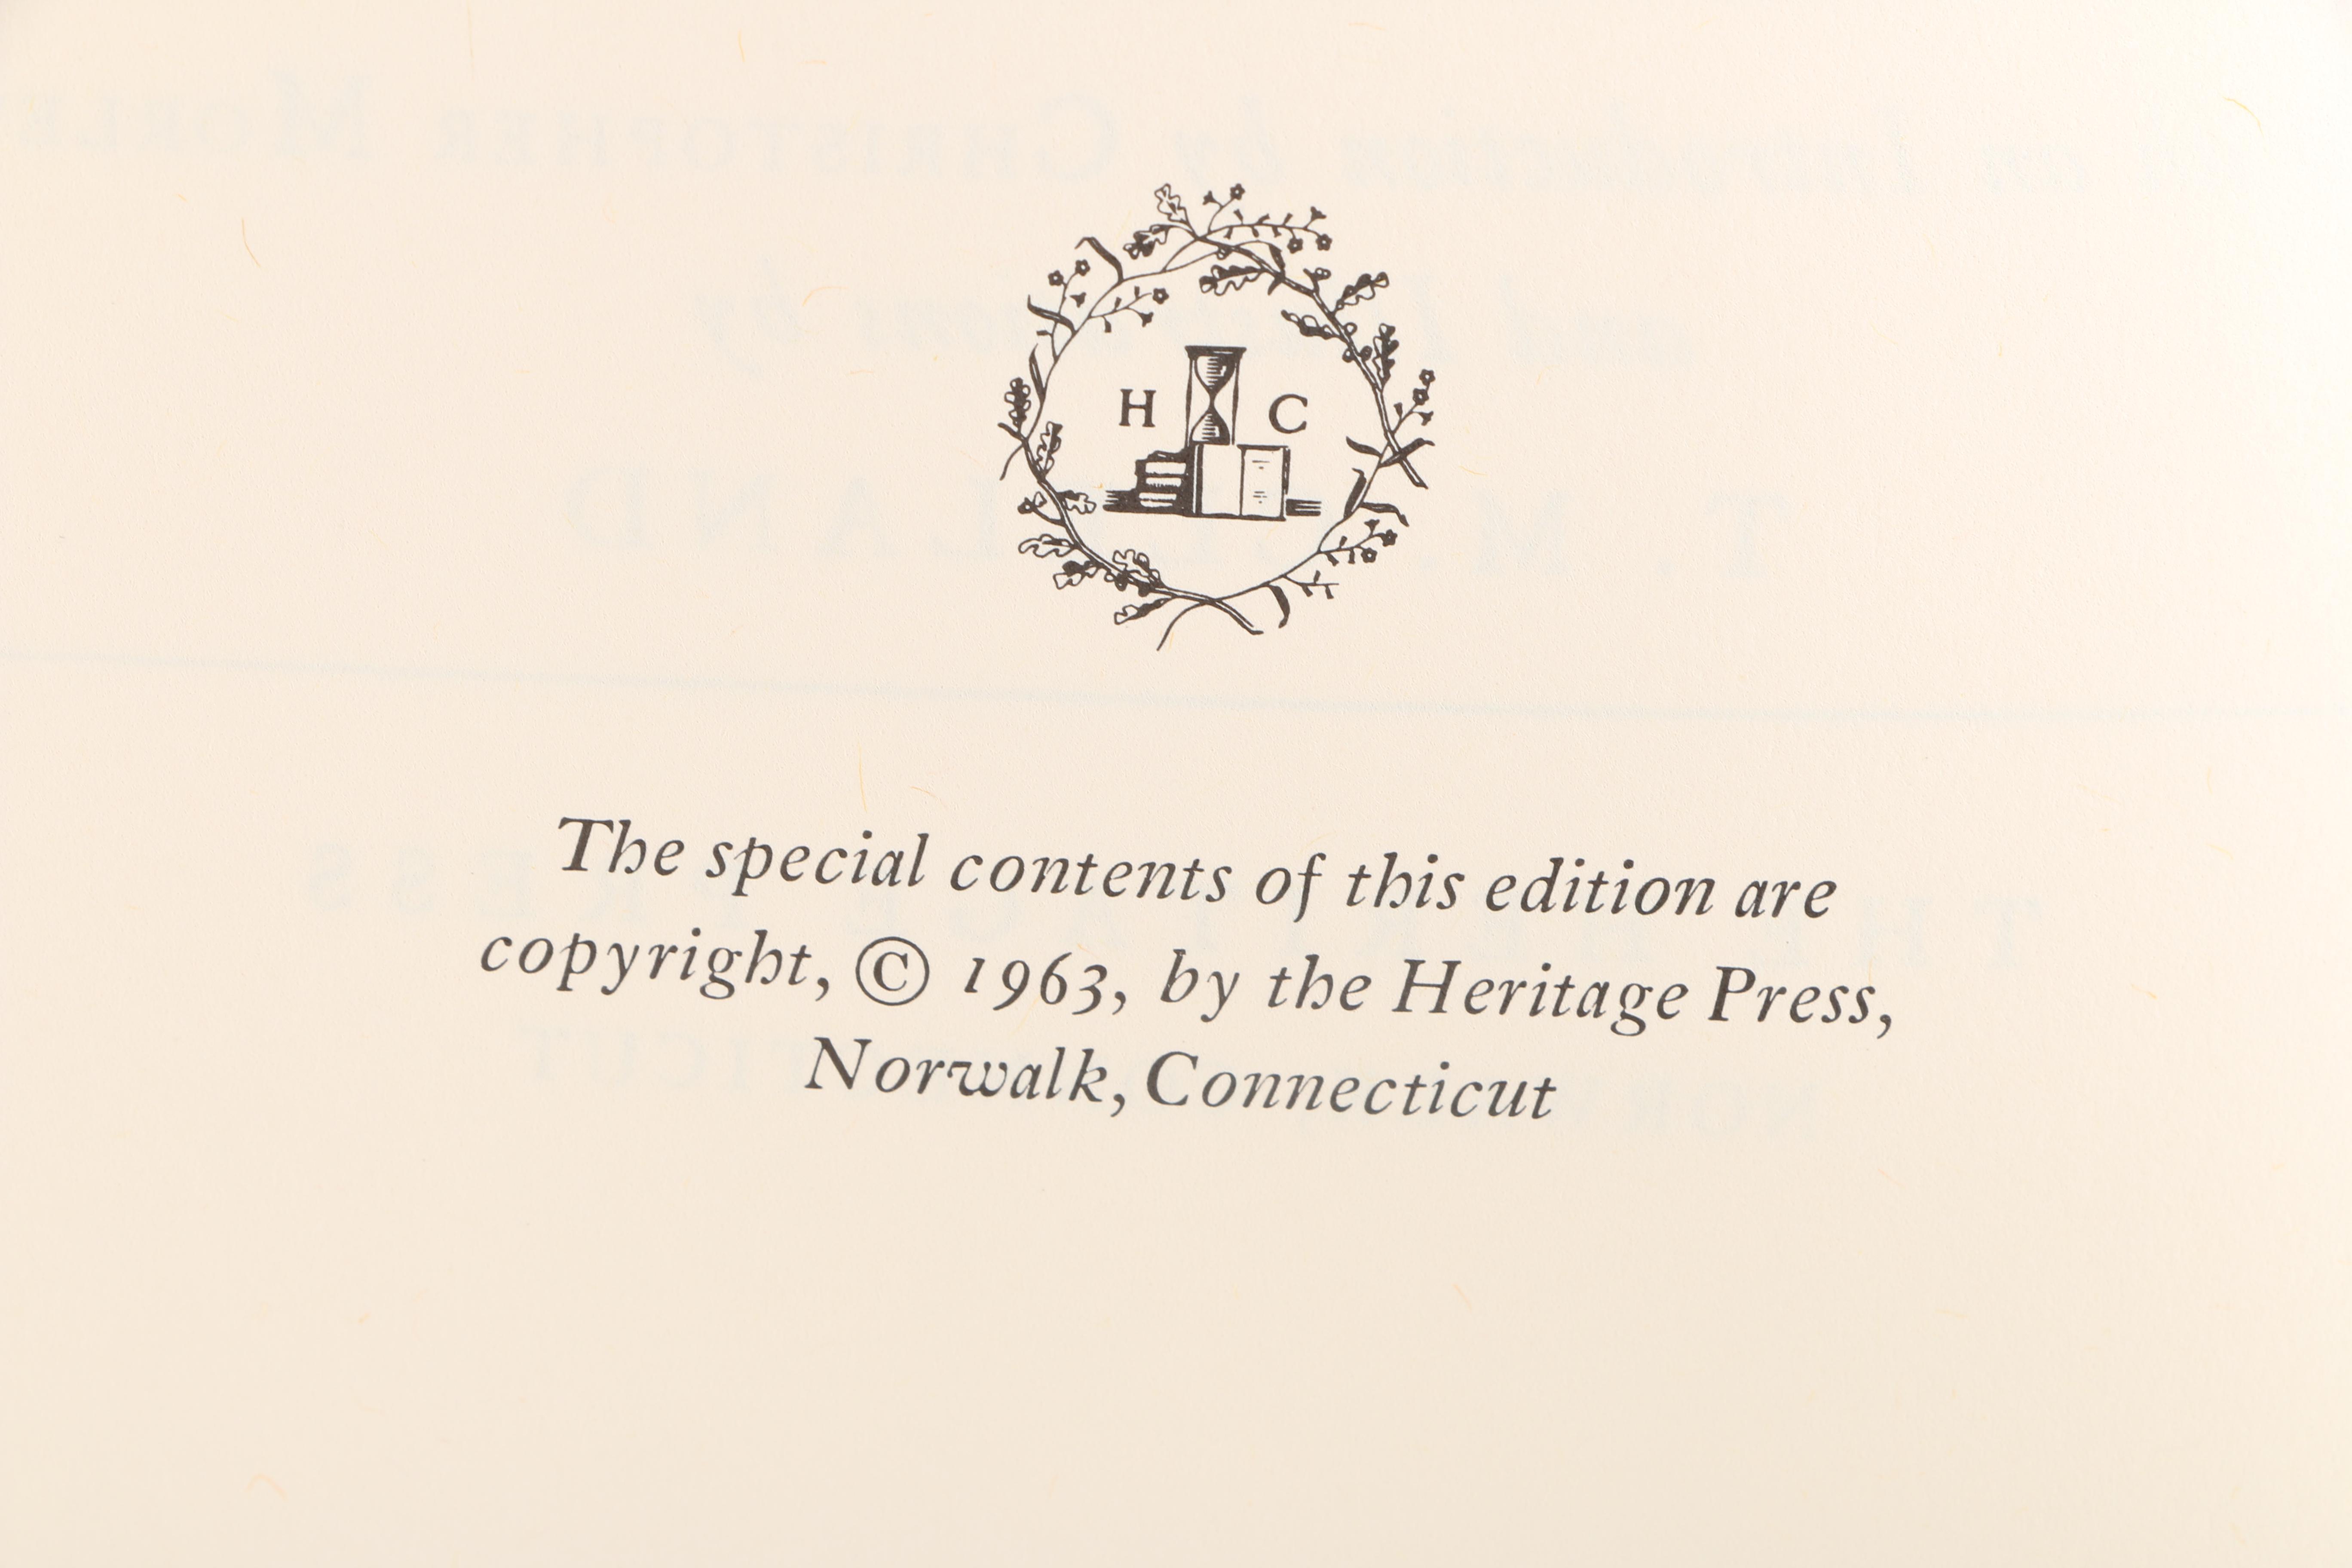 H C
The special contents of this edition are
copyright, © 1963, by the Heritage Press,
Norwalk, Connecticut